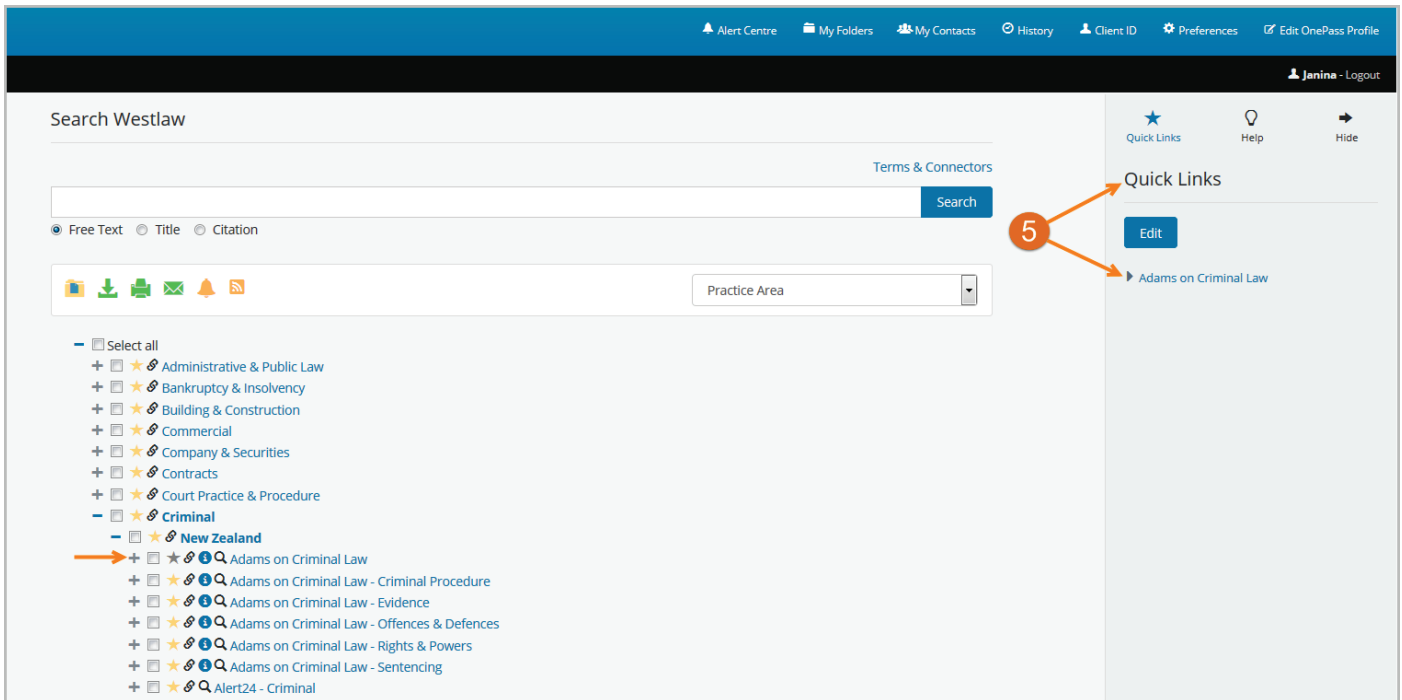 Alert Centre My Folders My Contacts History Client ID Preferences Edit OnePass Profile
Janina - Logout
Search Westlaw
Terms & Connectors
Search
Free Text Title Citation
Practice Area
Select all
Administrative & Public Law
Bankruptcy & Insolvency
Building & Construction
Commercial
Company & Securities
Contracts
Court Practice & Procedure
Criminal
New Zealand
Adams on Criminal Law
Adams on Criminal Law - Criminal Procedure
Adams on Criminal Law - Evidence
Adams on Criminal Law - Offences & Defences
Adams on Criminal Law - Rights & Powers
Adams on Criminal Law - Sentencing
Alert24 - Criminal
Quick Links Help Hide
Quick Links
5
Edit
Adams on Criminal Law